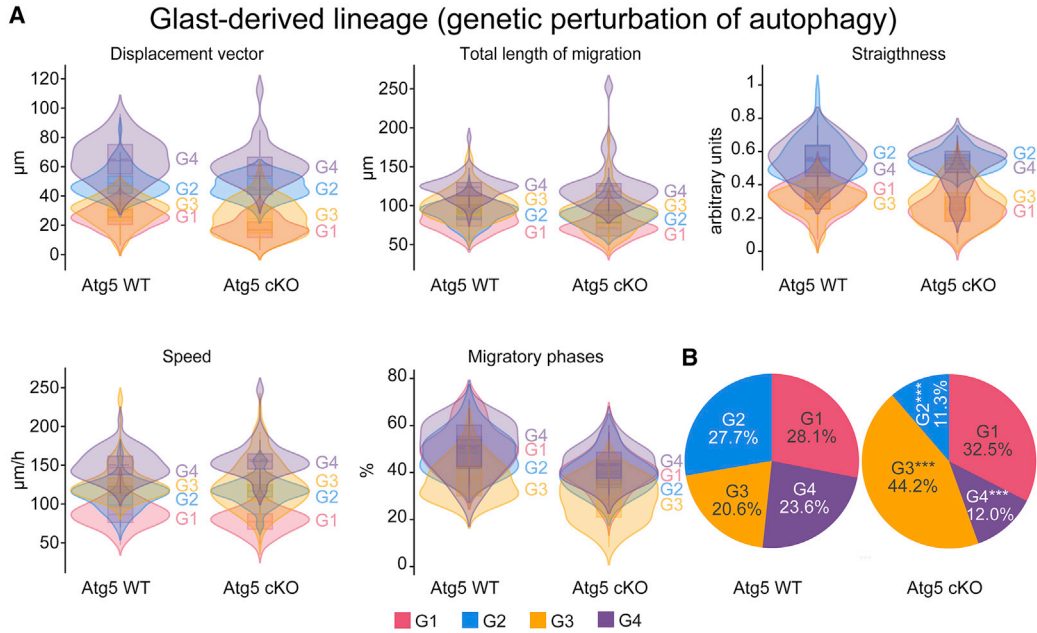 A
Glast-derived lineage (genetic perturbation of autophagy)
Displacement vector
Total length of migration
Straigthness
120
100
80
60
40
20
0
µm
G4
G2
G3
G1
G4
G2
G3
G1
Atg5 WT
Atg5 cKO
250
200
150
100
50
µm
G4
G3
G2
G1
G4
G3
G2
G1
Atg5 WT
Atg5 cKO
1
0.8
0.6
0.4
0.2
0
arbitrary units
G2
G4
G1
G3
G2
G4
G3
G1
Atg5 WT
Atg5 cKO
Speed
Migratory phases
B
250
200
150
100
50
µm/h
G4
G3
G2
G1
G4
G3
G2
G1
Atg5 WT
Atg5 cKO
80
60
40
20
0
%
G4
G1
G2
G3
G4
G1
G2
G3
Atg5 WT
Atg5 cKO
G2
27.7%
G1
28.1%
G3
20.6%
G4
23.6%
Atg5 WT
G2***
11.3%
G1
32.5%
G3***
44.2%
G4***
12.0%
Atg5 cKO
G1
G2
G3
G4